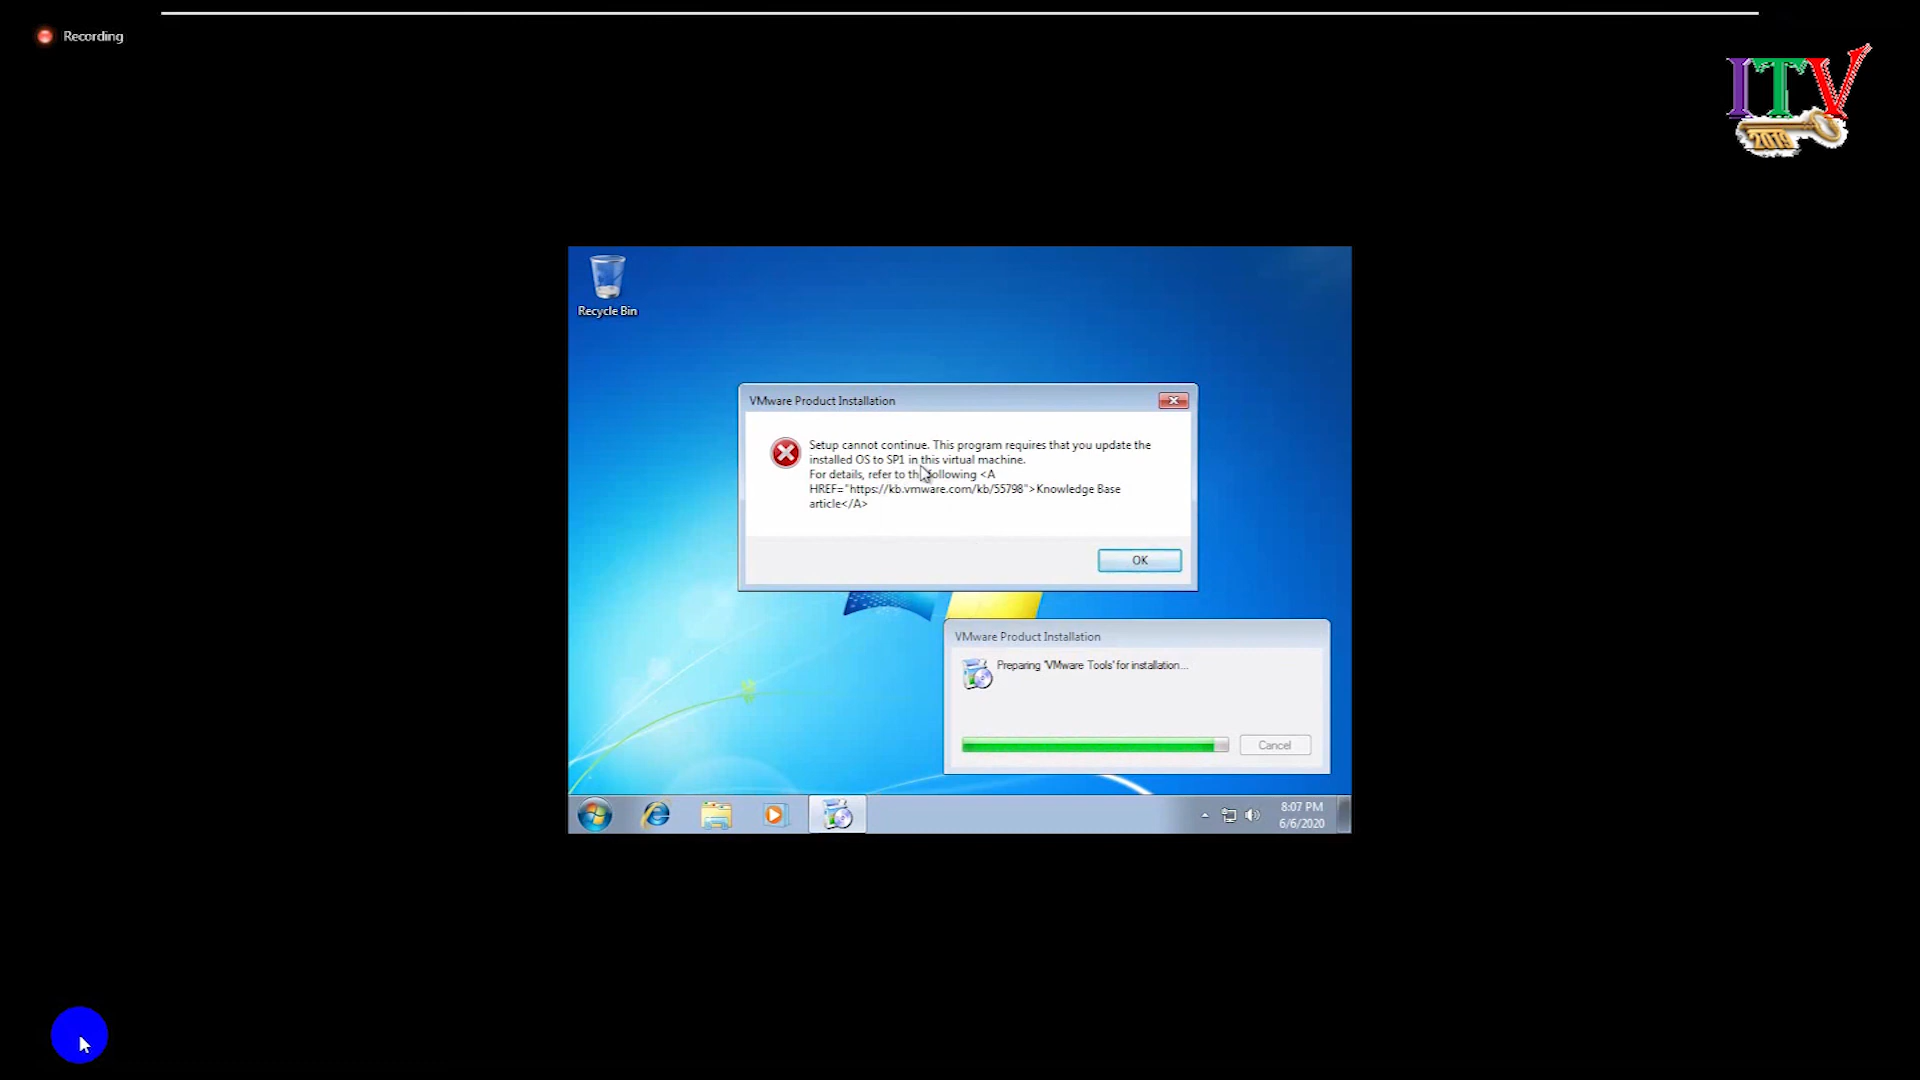 Recording
ITV
2019
Recycle Bin
VMware Product Installation
Setup cannot continue. This program requires that you update the
installed OS to SP1 in this virtual machine.
For details, refer to the following <A
HREF="https://kb.vmware.com/kb/55798">Knowledge Base
article</A>
OK
VMware Product Installation
Preparing 'VMware Tools' for installation...
Cancel
8:07 PM
6/6/2020